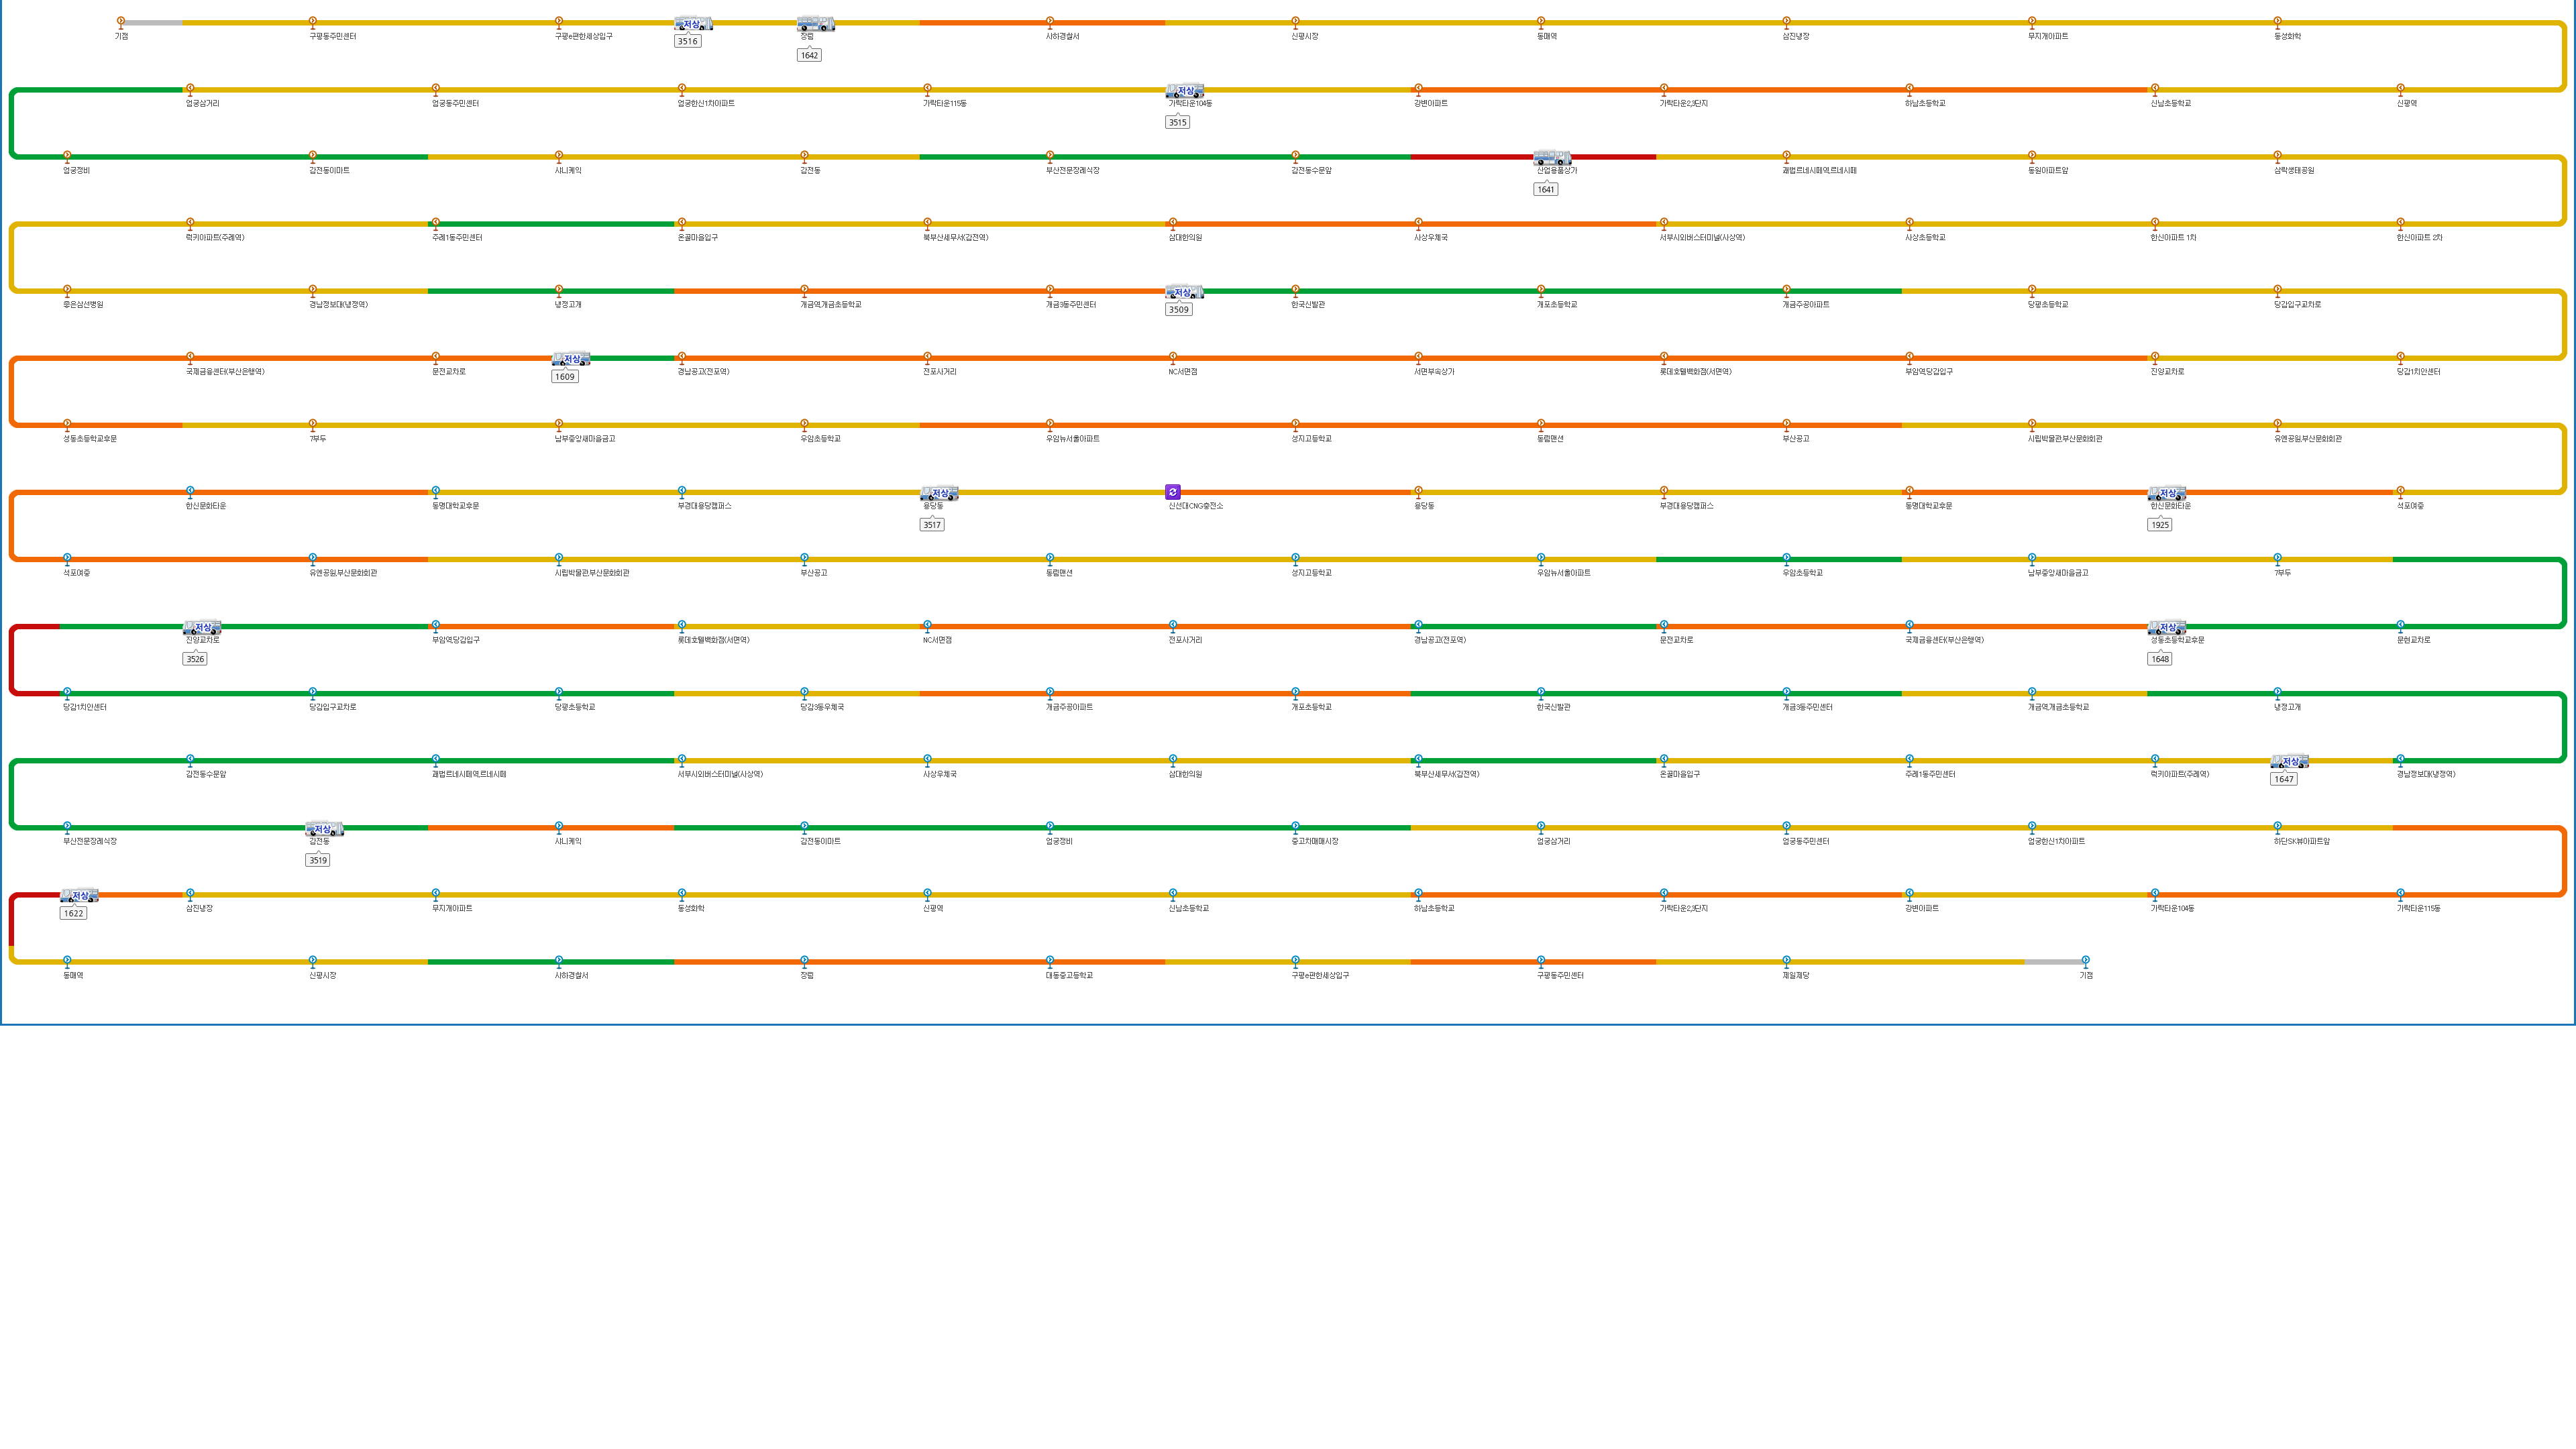 기점 구평동주민센터 구평e편한세상입구 저상 3516 장림 1642 사하경찰서 신평시장 동매역 삼진냉장 무지개아파트 동성화학
엄궁삼거리 엄궁동주민센터 엄궁한신1차아파트 가락타운115동 저상 가락타운104동 3515 강변아파트 가락타운2,3단지 하남초등학교 신남초등학교 신평역
엄궁정비 감전동이마트 시니케익 감전동 부산전문장례식장 감전동수문앞 산업용품상가 1641 괘법르네시떼역.르네시떼 동일아파트앞 삼락생태공원
럭키아파트(주례역) 주례1동주민센터 온골마을입구 북부산세무서(감전역) 삼대한의원 사상우체국 서부시외버스터미널(사상역) 사상초등학교 한신아파트 1차 한신아파트 2차
좋은삼선병원 경남정보대(냉정역) 냉정고개 개금역.개금초등학교 개금3동주민센터 저상 3509 한국신발관 개포초등학교 개금주공아파트 당평초등학교 당감입구교차로
국제금융센터(부산은행역) 문전교차로 저상 1609 경남공고(전포역) 전포사거리 NC서면점 서면부속상가 롯데호텔백화점(서면역) 부암역.당감입구 진양교차로 당감1치안센터
성동초등학교후문 7부두 남부중앙새마을금고 우암초등학교 우암뉴서울아파트 성지고등학교 동림맨션 부산공고 시립박물관.부산문화회관 유엔공원.부산문화회관
한신문화타운 동명대학교후문 부경대용당캠퍼스 저상 용당동 3517 신선대CNG충전소 용당동 부경대용당캠퍼스 동명대학교후문 저상 한신문화타운 1925 석포여중
석포여중 유엔공원.부산문화회관 시립박물관.부산문화회관 부산공고 동림맨션 성지고등학교 우암뉴서울아파트 우암초등학교 남부중앙새마을금고 7부두
저상 진양교차로 3526 부암역.당감입구 롯데호텔백화점(서면역) NC서면점 전포사거리 경남공고(전포역) 문전교차로 국제금융센터(부산은행역) 저상 성동초등학교후문 1648 문현교차로
당감1치안센터 당감입구교차로 당평초등학교 당감3동우체국 개금주공아파트 개포초등학교 한국신발관 개금3동주민센터 개금역.개금초등학교 냉정고개
감전동수문앞 괘법르네시떼역.르네시떼 서부시외버스터미널(사상역) 사상우체국 삼대한의원 북부산세무서(감전역) 온골마을입구 주례1동주민센터 럭키아파트(주례역) 저상 1647 경남정보대(냉정역)
부산전문장례식장 저상 감전동 3519 시니케익 감전동이마트 엄궁정비 중고차매매시장 엄궁삼거리 엄궁동주민센터 엄궁한신1차아파트 하단SK뷰아파트앞
저상 1622 삼진냉장 무지개아파트 동성화학 신평역 신남초등학교 하남초등학교 가락타운2,3단지 강변아파트 가락타운104동 가락타운115동
동매역 신평시장 사하경찰서 장림 대동중고등학교 구평e편한세상입구 구평동주민센터 제일제당 기점